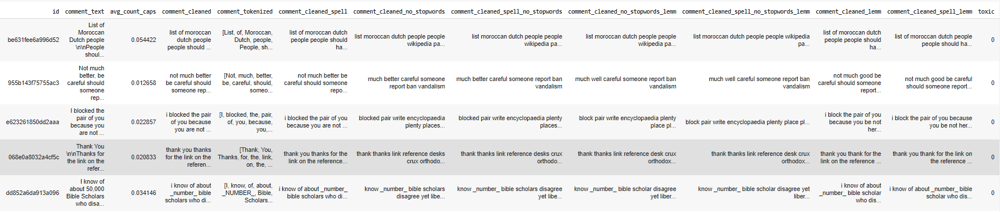 id comment_text avg_count_caps comment_cleaned comment_tokenized comment_cleaned_spell comment_cleaned_no_stopwords comment_cleaned_spell_no_stopwords comment_cleaned_no_stopwords_lemm comment_cleaned_spell_no_stopwords_lemm comment_cleaned_lemm comment_cleaned_spell_lemm toxic
be631fee6a996d52
List of
Moroccan
Dutch people
\n\nPeople
shoul...
0.054422
list of moroccan
dutch people
people should ...
[List, of, Moroccan,
Dutch, people,
People, sh...
list of moroccan dutch
people people should
ha...
list moroccan dutch people people
wikipedia pa...
list moroccan dutch people people
wikipedia pa...
list moroccan dutch people people
wikipedia pa...
list moroccan dutch people people wikipedia
pa...
list of moroccan dutch
people people should
ha...
list of moroccan dutch people
people should ha...
0
955b143f75755ac3
Not much
better, be
careful should
someone
rep...
0.012658
not much better
be careful should
someone rep...
[Not, much, better,
be, careful, should,
someo...
not much better be
careful should someone
repo...
much better careful someone
report ban vandalism
much better careful someone report ban
vandalism
much well careful someone report ban
vandalism
much well careful someone report ban
vandalism
not much good be
careful should someone
report...
not much good be careful
should someone report...
0
e623261850dd2aaa
I blocked the
pair of you
because you
are not ...
0.022857
i blocked the pair
of you because
you are not ...
[I, blocked, the, pair,
of, you, because,
you,...
i blocked the pair of you
because you are not ...
blocked pair write encyclopaedia
plenty places...
blocked pair write encyclopaedia plenty
places...
block pair write encyclopaedia plenty
place pl...
block pair write encyclopaedia plenty place pl...
i block the pair of you
because you be not
her...
i block the pair of you because
you be not her...
0
068e0a8032a4cf5c
Thank You
\n\nThanks for
the link on the
refer...
0.020833
thank you thanks
for the link on the
referen...
[Thank, You,
Thanks, for, the, link,
on, the, ...
thank you thanks for the
link on the reference...
thank thanks link reference desks
crux orthodo...
thank thanks link reference desks crux
orthodo...
thank thanks link reference desk crux
orthodox...
thank thanks link reference desk crux
orthodox...
thank you thank for the
link on the reference ...
thank you thank for the link on
the reference ...
0
dd852a6da913a096
I know of
about 50,000
Bible Scholars
who disa...
0.034146
i know of about
_number_ bible
scholars who di...
[I, know, of, about,
_NUMBER_, Bible,
Scholars...
i know of about _number_
bible scholars who di...
know _number_ bible scholars
disagree yet libe...
know _number_ bible scholars disagree
yet libe...
know _number_ bible scholar disagree
yet liber...
know _number_ bible scholar disagree yet
liber...
i know of about
_number_ bible scholar
who dis...
i know of about _number_ bible
scholar who dis...
0